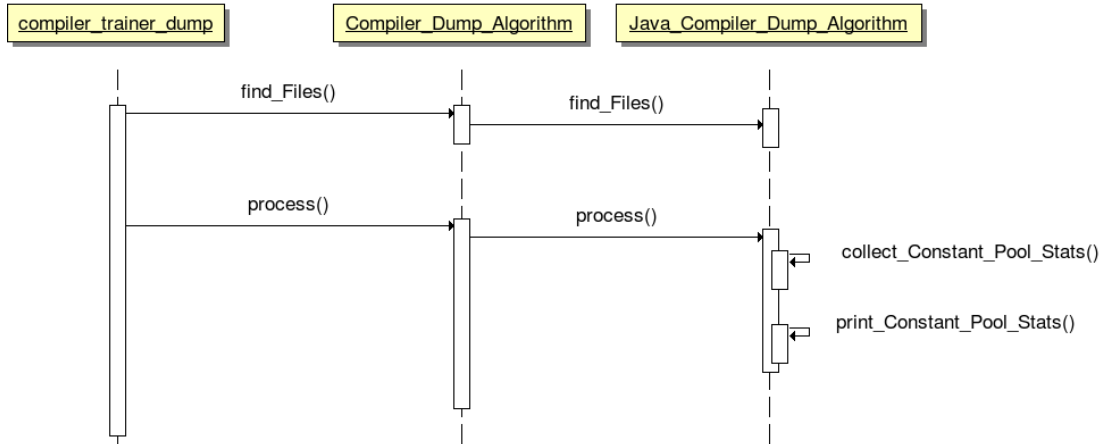 compiler_trainer_dump
Compiler_Dump_Algorithm
Java_Compiler_Dump_Algorithm
find_Files()
find_Files()
process()
process()
collect_Constant_Pool_Stats()
print_Constant_Pool_Stats()